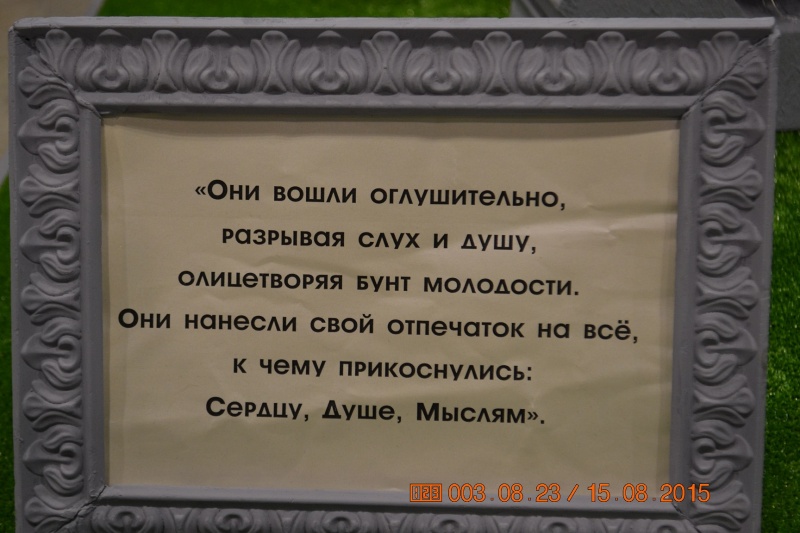 «Они вошли оглушительно,
разрывая слух и душу,
олицетворяя бунт молодости.
Они нанесли свой отпечаток на всё,
к чему прикоснулись:
Сердцу, Душе, Мыслям».
123 003.08.23 / 15.08.2015